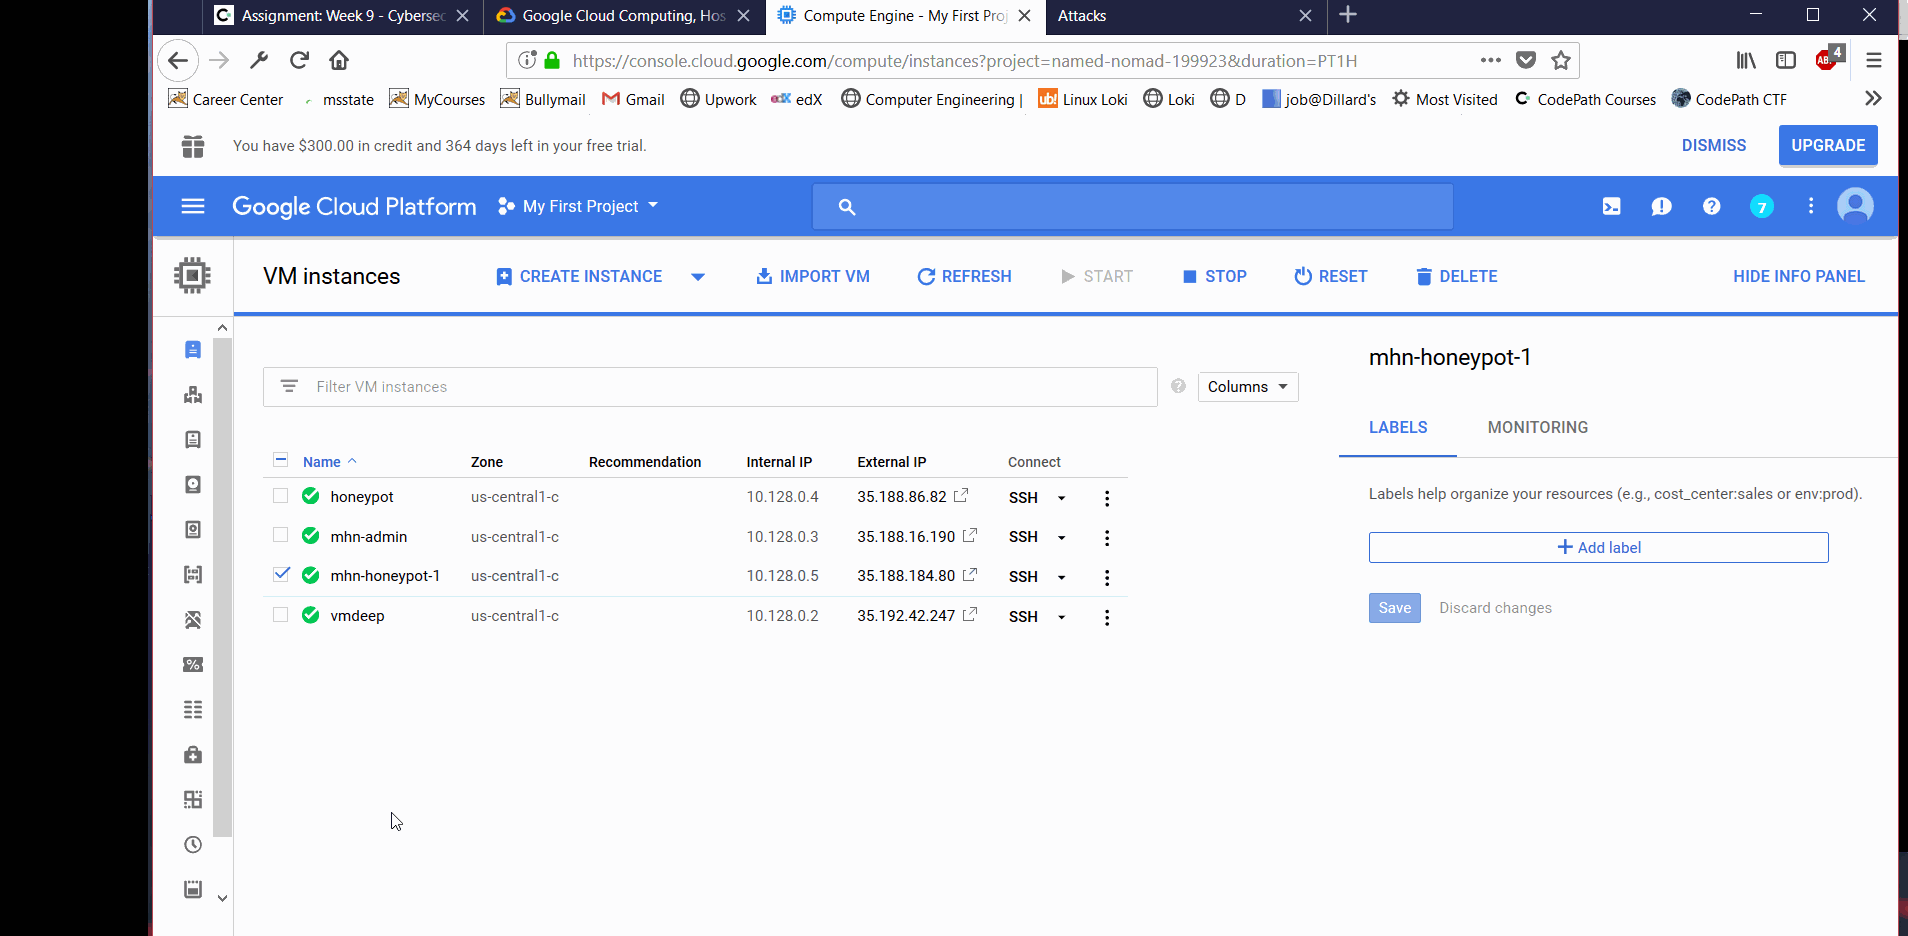 Assignment: Week 9 - Cybersec
Google Cloud Computing, Hos
Compute Engine - My First Proj
Attacks
https://console.cloud.google.com/compute/instances?project=named-nomad-199923&duration=PT1H
4
Career Center msstate MyCourses Bullymail Gmail Upwork edX Computer Engineering | Linux Loki Loki D job@Dillard's Most Visited CodePath Courses CodePath CTF
You have $300.00 in credit and 364 days left in your free trial. DISMISS UPGRADE
Google Cloud Platform My First Project 7
VM instances CREATE INSTANCE IMPORT VM REFRESH START STOP RESET DELETE HIDE INFO PANEL
Filter VM instances Columns
Name Zone Recommendation Internal IP External IP Connect
honeypot us-central1-c 10.128.0.4 35.188.86.82 SSH
mhn-admin us-central1-c 10.128.0.3 35.188.16.190 SSH
mhn-honeypot-1 us-central1-c 10.128.0.5 35.188.184.80 SSH
vmdeep us-central1-c 10.128.0.2 35.192.42.247 SSH
mhn-honeypot-1
LABELS MONITORING
Labels help organize your resources (e.g., cost_center:sales or env:prod).
Add label
Save Discard changes